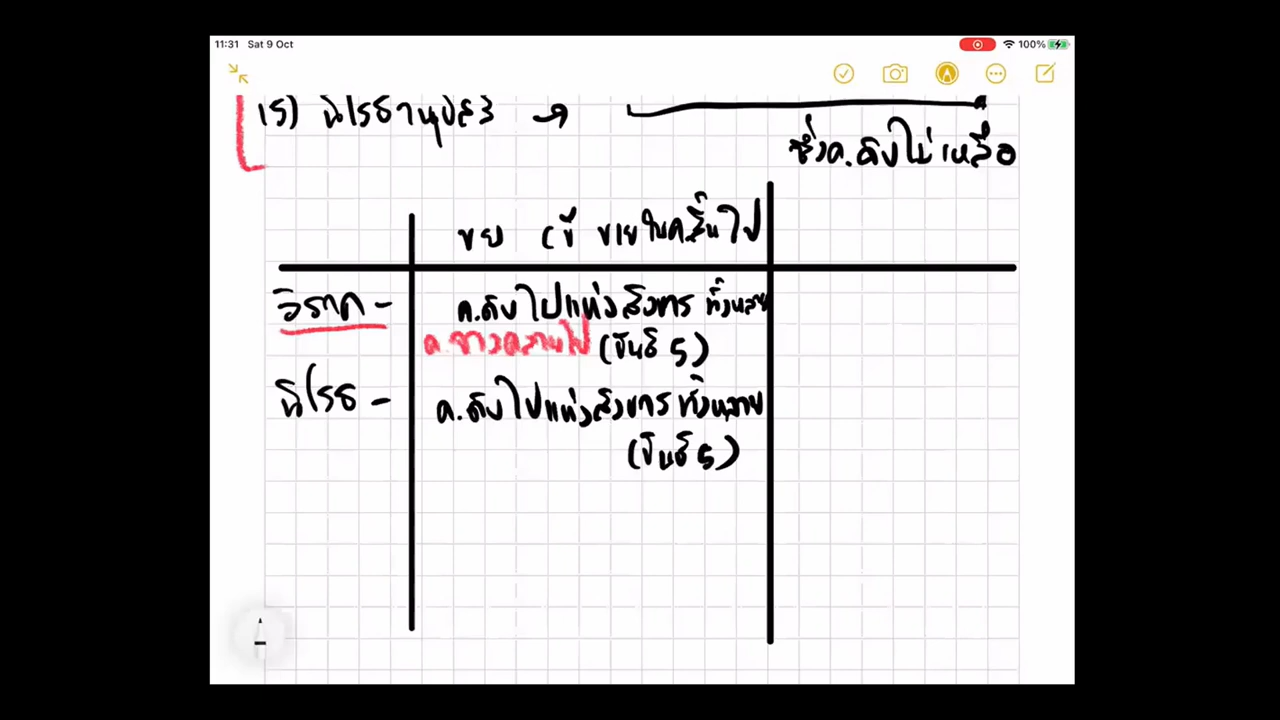 11:31 Sat 9 Oct 100%
15) นิโรธานุปัสสี →
ซึ่งค.ดับไม่เหลือ
ขย (ขี ขยในคสิ้นไป
วิราค -
ค.ดับไปแห่งสังขาร ทั้งหลาย
ค.จางคลายไป (ขันธ์ 5)
นิโรธ -
ค.ดับไปแห่งสังขาร ทั้งหลาย
(ขันธ์ 5)